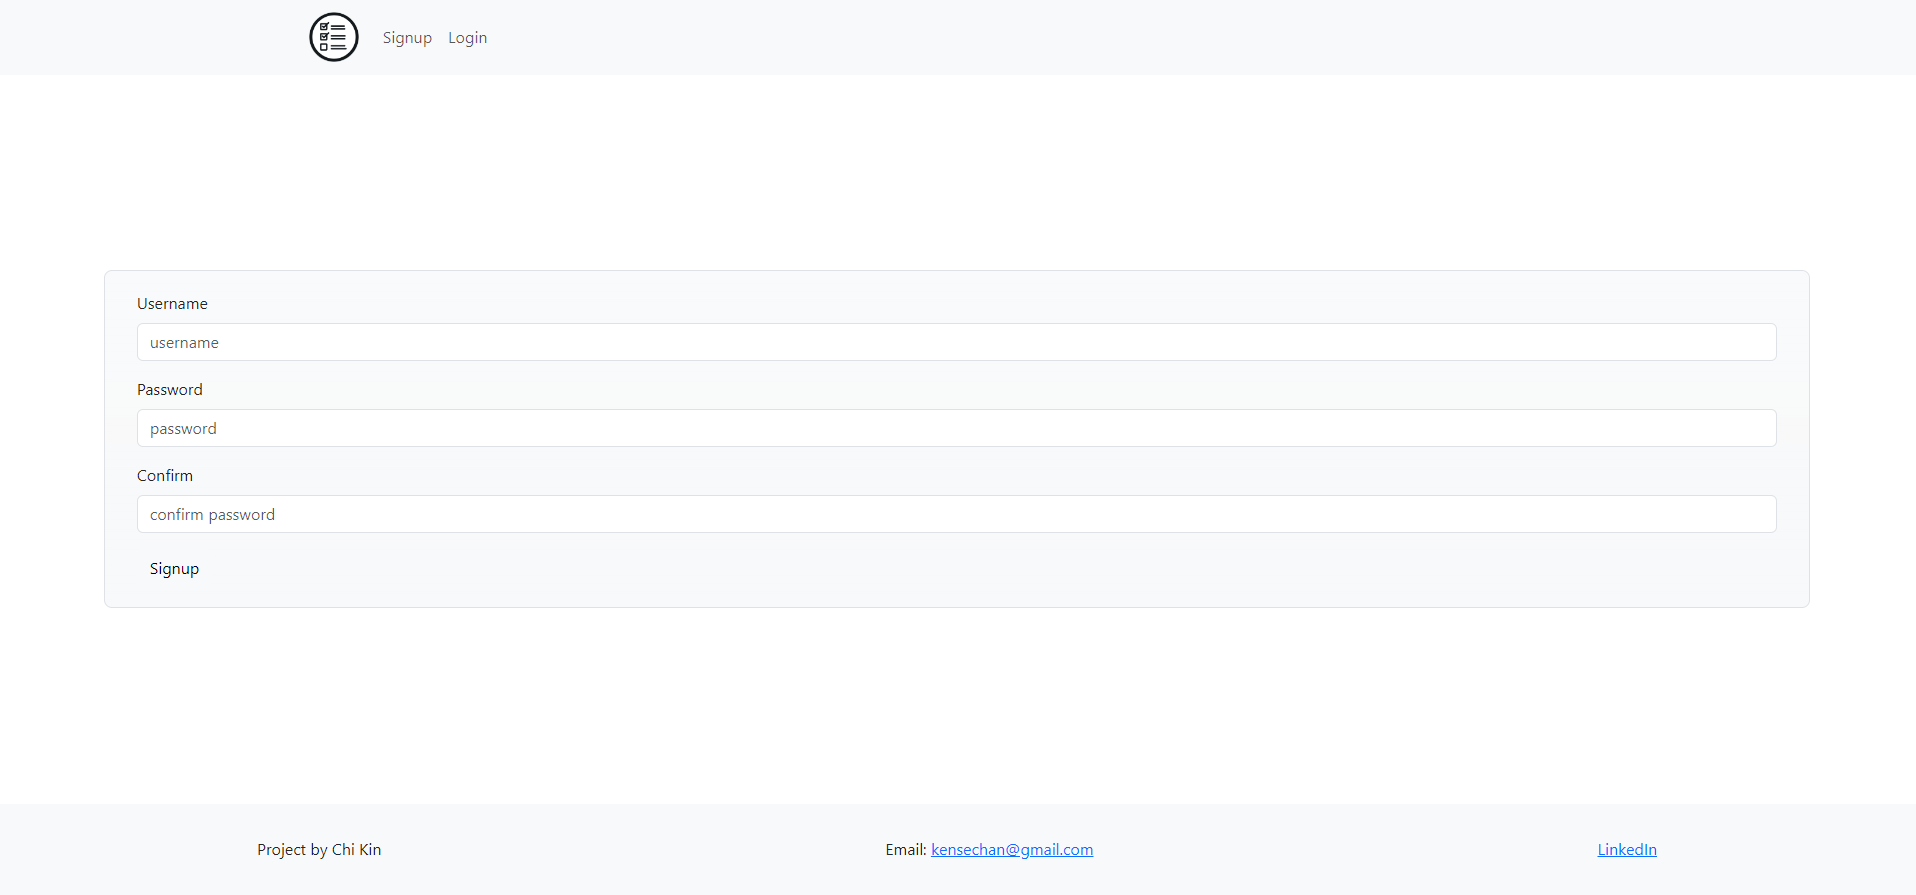 Signup Login
Username
username
Password
password
Confirm
confirm password
Signup
Project by Chi Kin Email: kensechan@gmail.com LinkedIn